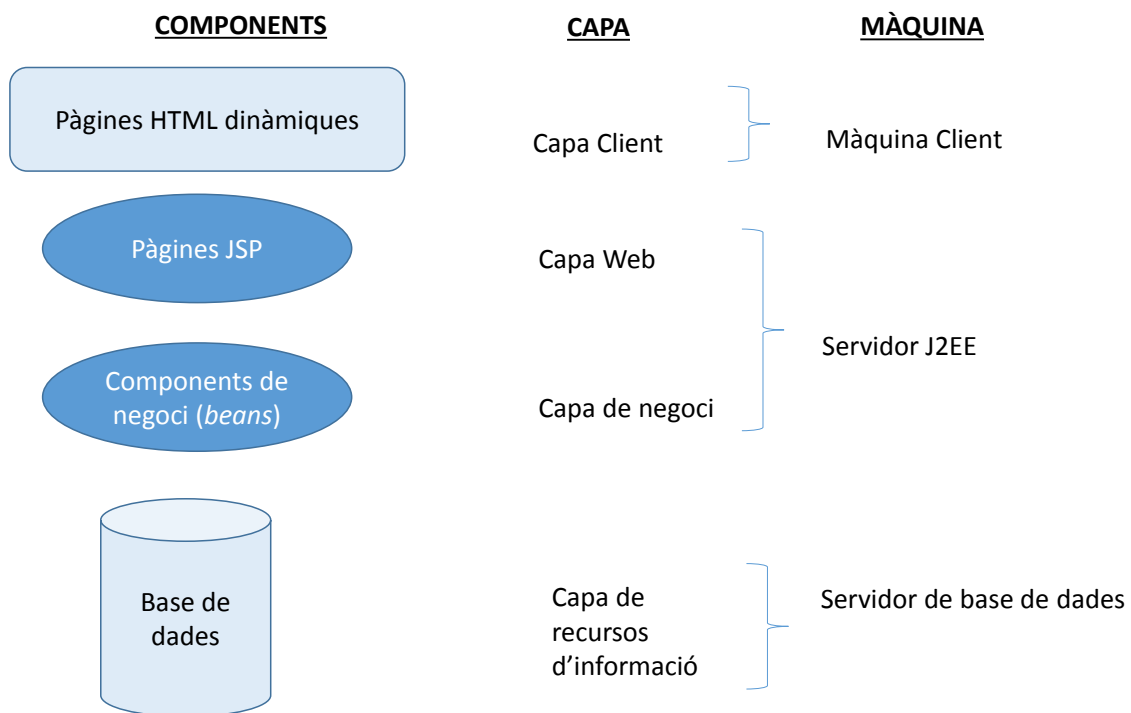 COMPONENTS
CAPA
MÀQUINA
Pàgines HTML dinàmiques
Capa Client
Màquina Client
Pàgines JSP
Capa Web
Servidor J2EE
Components de
negoci (beans)
Capa de negoci
Base de
dades
Capa de
recursos
d’informació
Servidor de base de dades